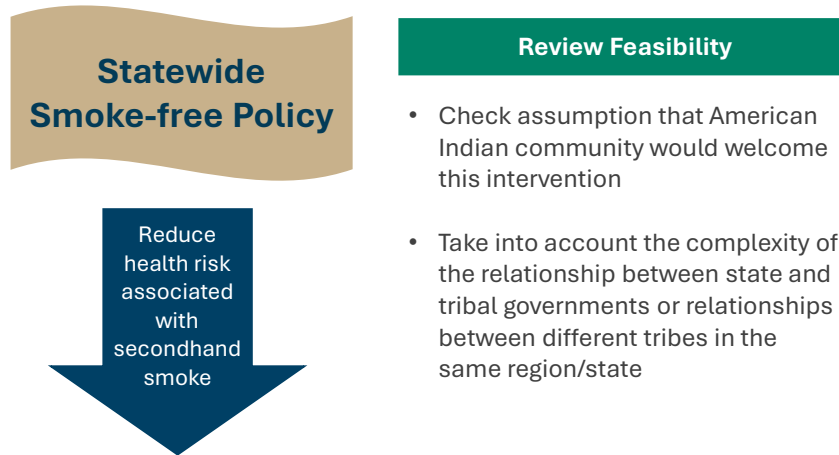 Statewide
Smoke-free Policy
Reduce
health risk
associated
with
secondhand
smoke
Review Feasibility
• Check assumption that American
Indian community would welcome
this intervention
• Take into account the complexity of
the relationship between state and
tribal governments or relationships
between different tribes in the
same region/state